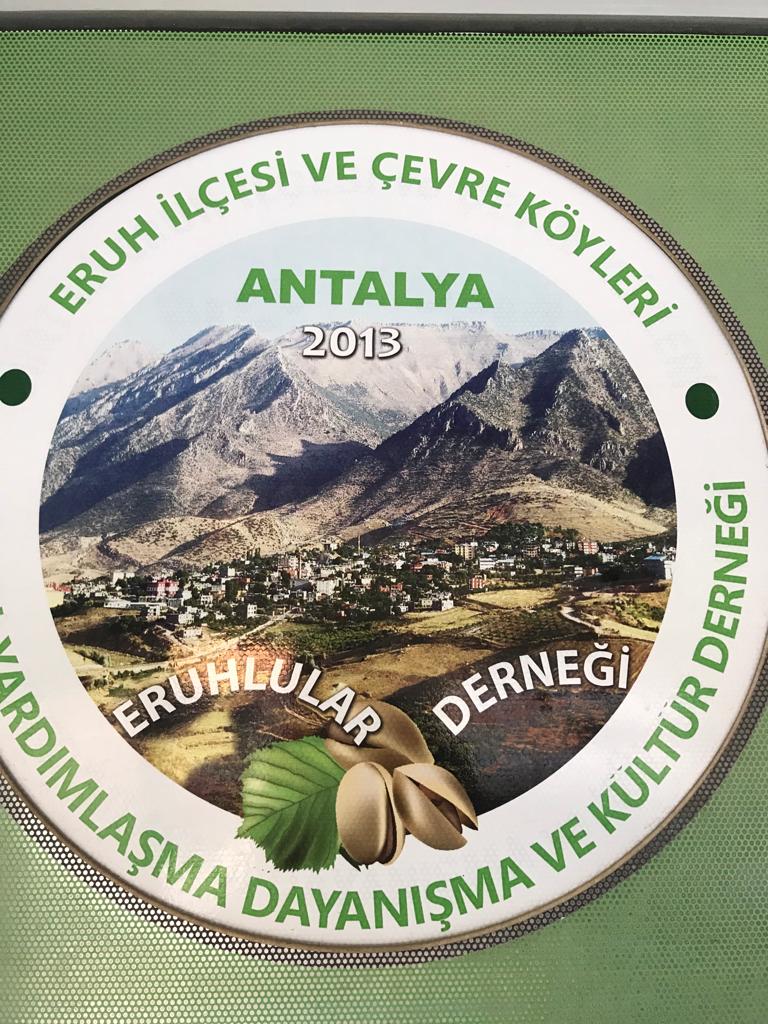 ERUH İLÇESİ VE ÇEVRE KÖYLERİ
ANTALYA
2013
ERUHLULAR DERNEĞİ
YARDIMLAŞMA DAYANIŞMA VE KÜLTÜR DERNEĞİ